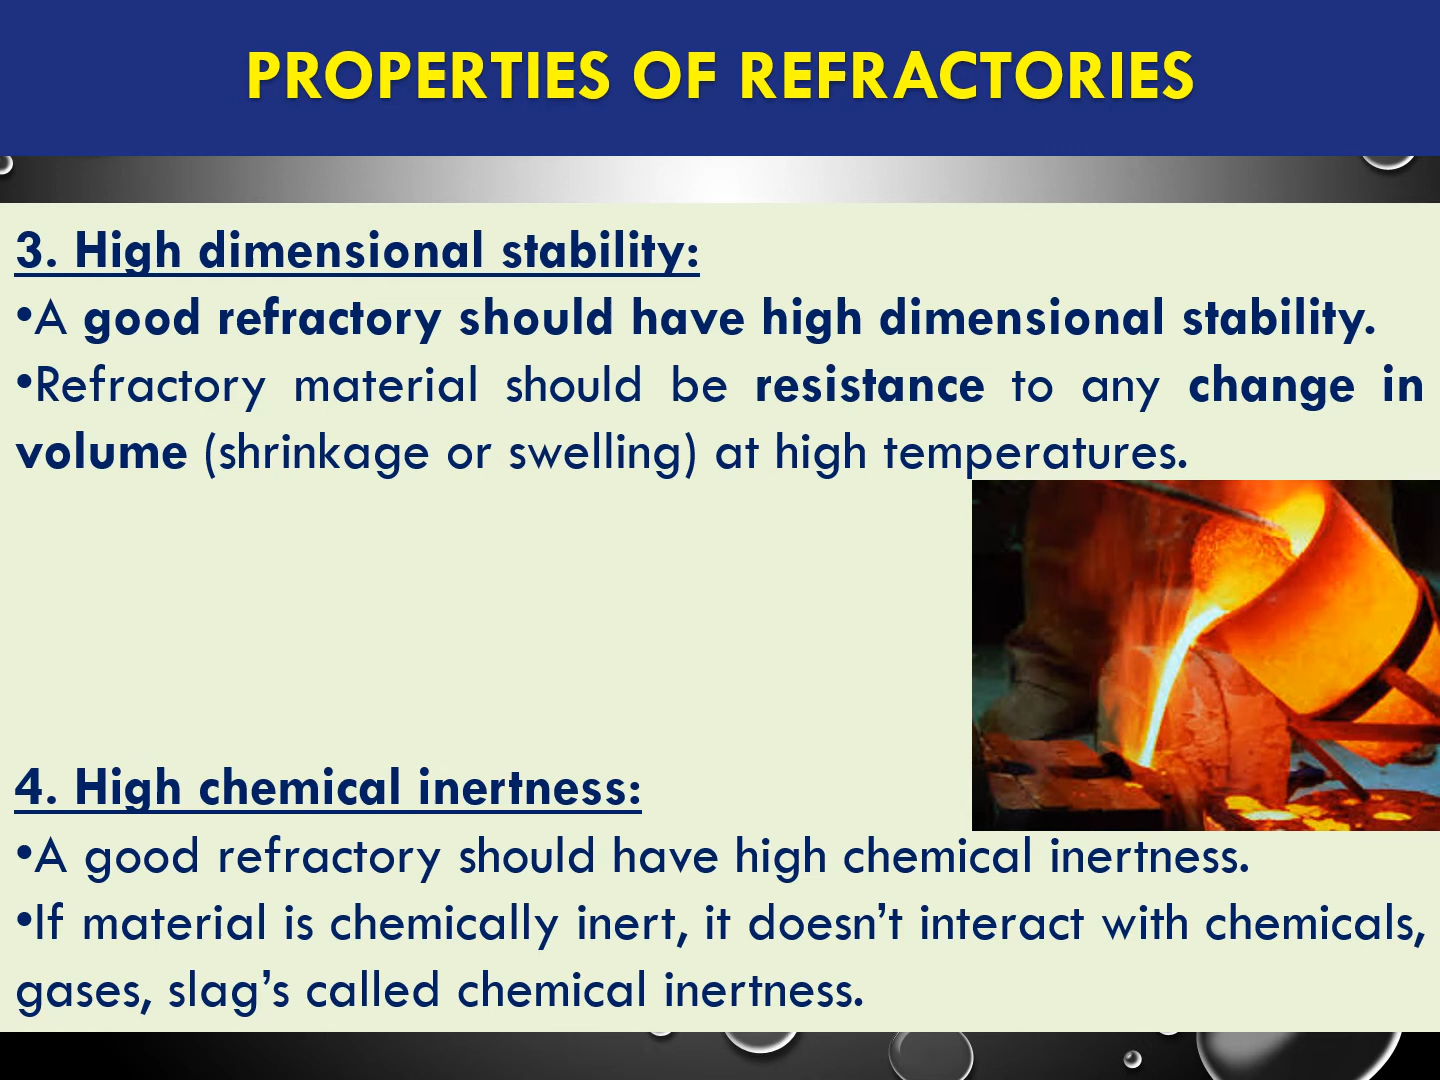 PROPERTIES OF REFRACTORIES
3. High dimensional stability:
•A good refractory should have high dimensional stability.
•Refractory material should be resistance to any change in
volume (shrinkage or swelling) at high temperatures.
4. High chemical inertness:
•A good refractory should have high chemical inertness.
•If material is chemically inert, it doesn’t interact with chemicals,
gases, slag’s called chemical inertness.